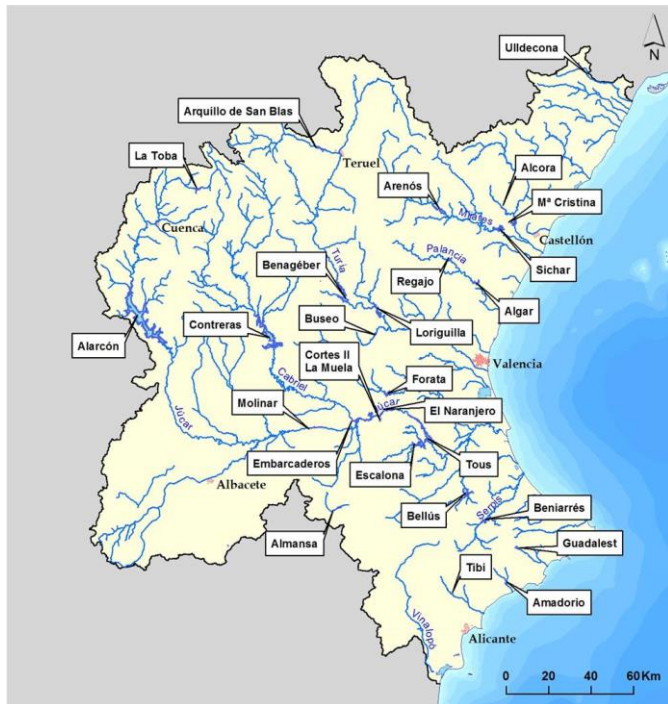 Ulldecona
N
Arquillo de San Blas
Teruel
La Toba
Alcora
Arenós
Mª Cristina
Mijares
Cuenca
Castellón
Palancia
Sichar
Turia
Benagéber
Regajo
Algar
Buseo
Loriguilla
Contreras
Alarcón
Valencia
Cortes II
La Muela
Forata
Cabriel
Molinar
Júcar
El Naranjero
Júcar
Embarcaderos
Tous
Escalona
Albacete
Bellús
Serpis
Beniarrés
Almansa
Guadalest
Tibi
Amadorio
Vinalopó
Alicante
0 20 40 60 Km